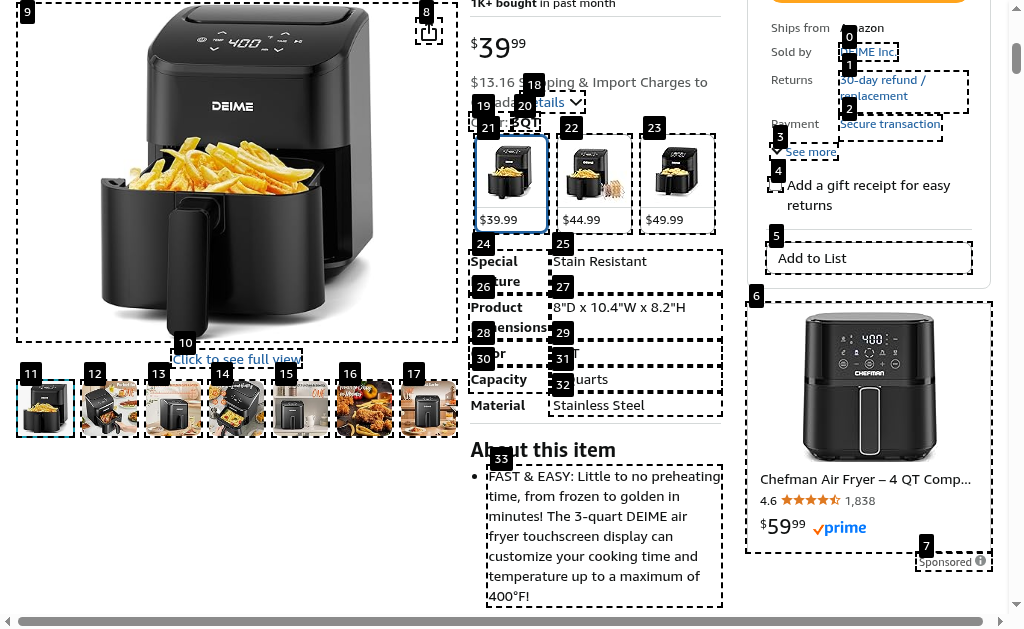 9
8
1K+ bought in past month
$39.99
$13.16 S
ping & Import Charges to
18
ada
etails
19
20
3QT
21
22
23
400
DEIME
$39.99
$44.99
$49.99
24
25
Special
Stain Resistant
ture
26
27
Product
8"D x 10.4"W x 8.2"H
mensions
28
29
30
31
Capacity
uarts
32
Material
Stainless Steel
10
Click to see full view
11
12
13
14
15
16
17
About this item
33
FAST & EASY: Little to no preheating
time, from frozen to golden in
minutes! The 3-quart DEIME air
fryer touchscreen display can
customize your cooking time and
temperature up to a maximum of
400°F!
Ships from
Amazon
0
Sold by
DEIME Inc.
1
Returns
30-day refund /
replacement
2
Payment
Secure transaction
3
See more
4
Add a gift receipt for easy
returns
5
Add to List
6
400
CHEFMAN
Chefman Air Fryer – 4 QT Comp...
4.6
1,838
$59.99
prime
7
Sponsored